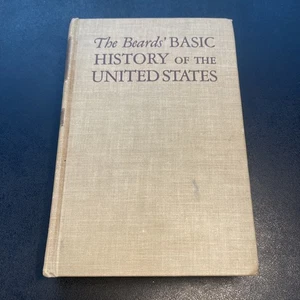 The Beards' BASIC
HISTORY OF THE
UNITED STATES